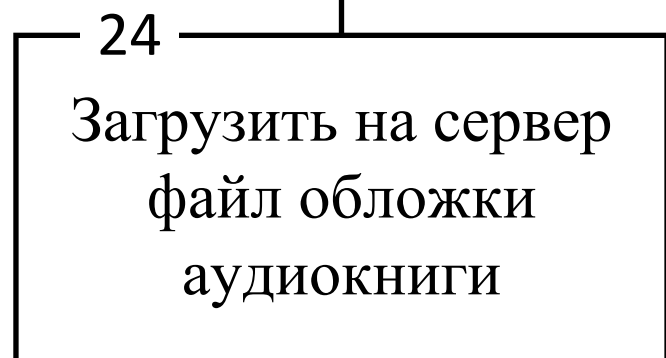 24
Загрузить на сервер
файл обложки
аудиокниги